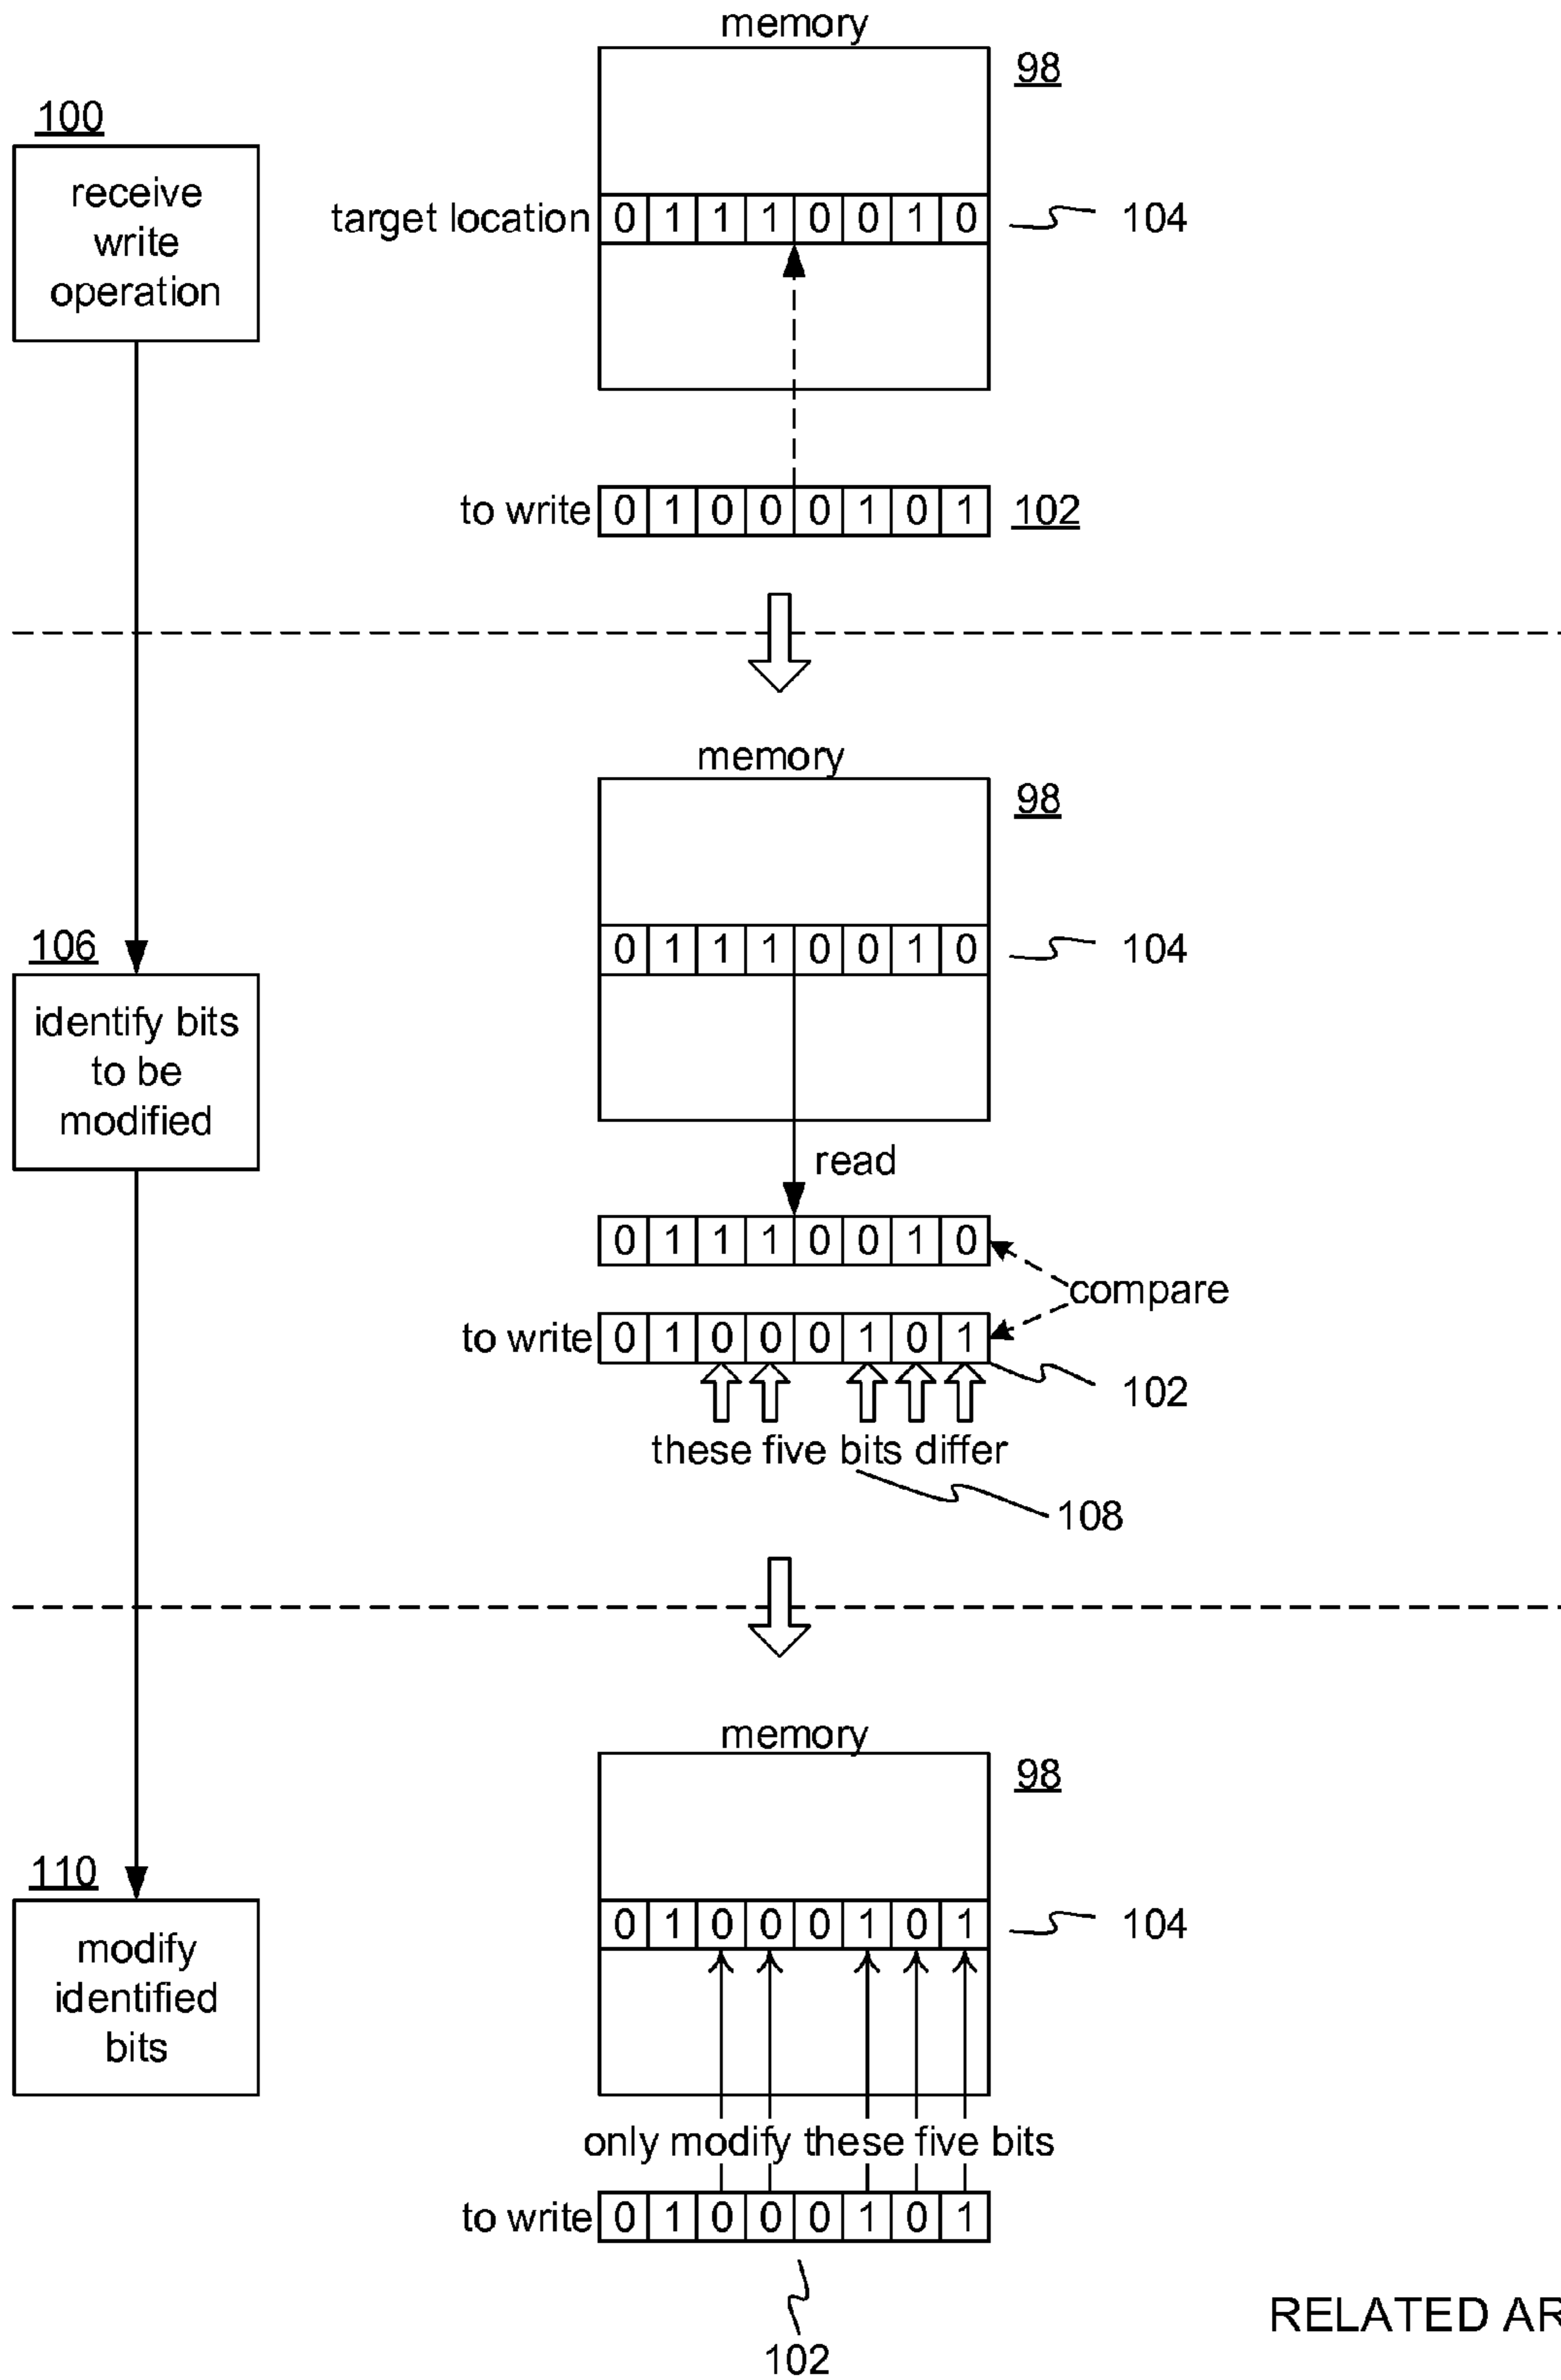 memory
98
100
receive
write
operation
target location 0 1 1 1 0 0 1 0 104
to write 0 1 0 0 0 1 0 1 102
memory
98
106
0 1 1 1 0 0 1 0 104
identify bits
to be
modified
read
0 1 1 1 0 0 1 0
compare
to write 0 1 0 0 0 1 0 1
102
these five bits differ
108
memory
98
110
0 1 0 0 0 1 0 1 104
modify
identified
bits
only modify these five bits
to write 0 1 0 0 0 1 0 1
RELATED AR
102